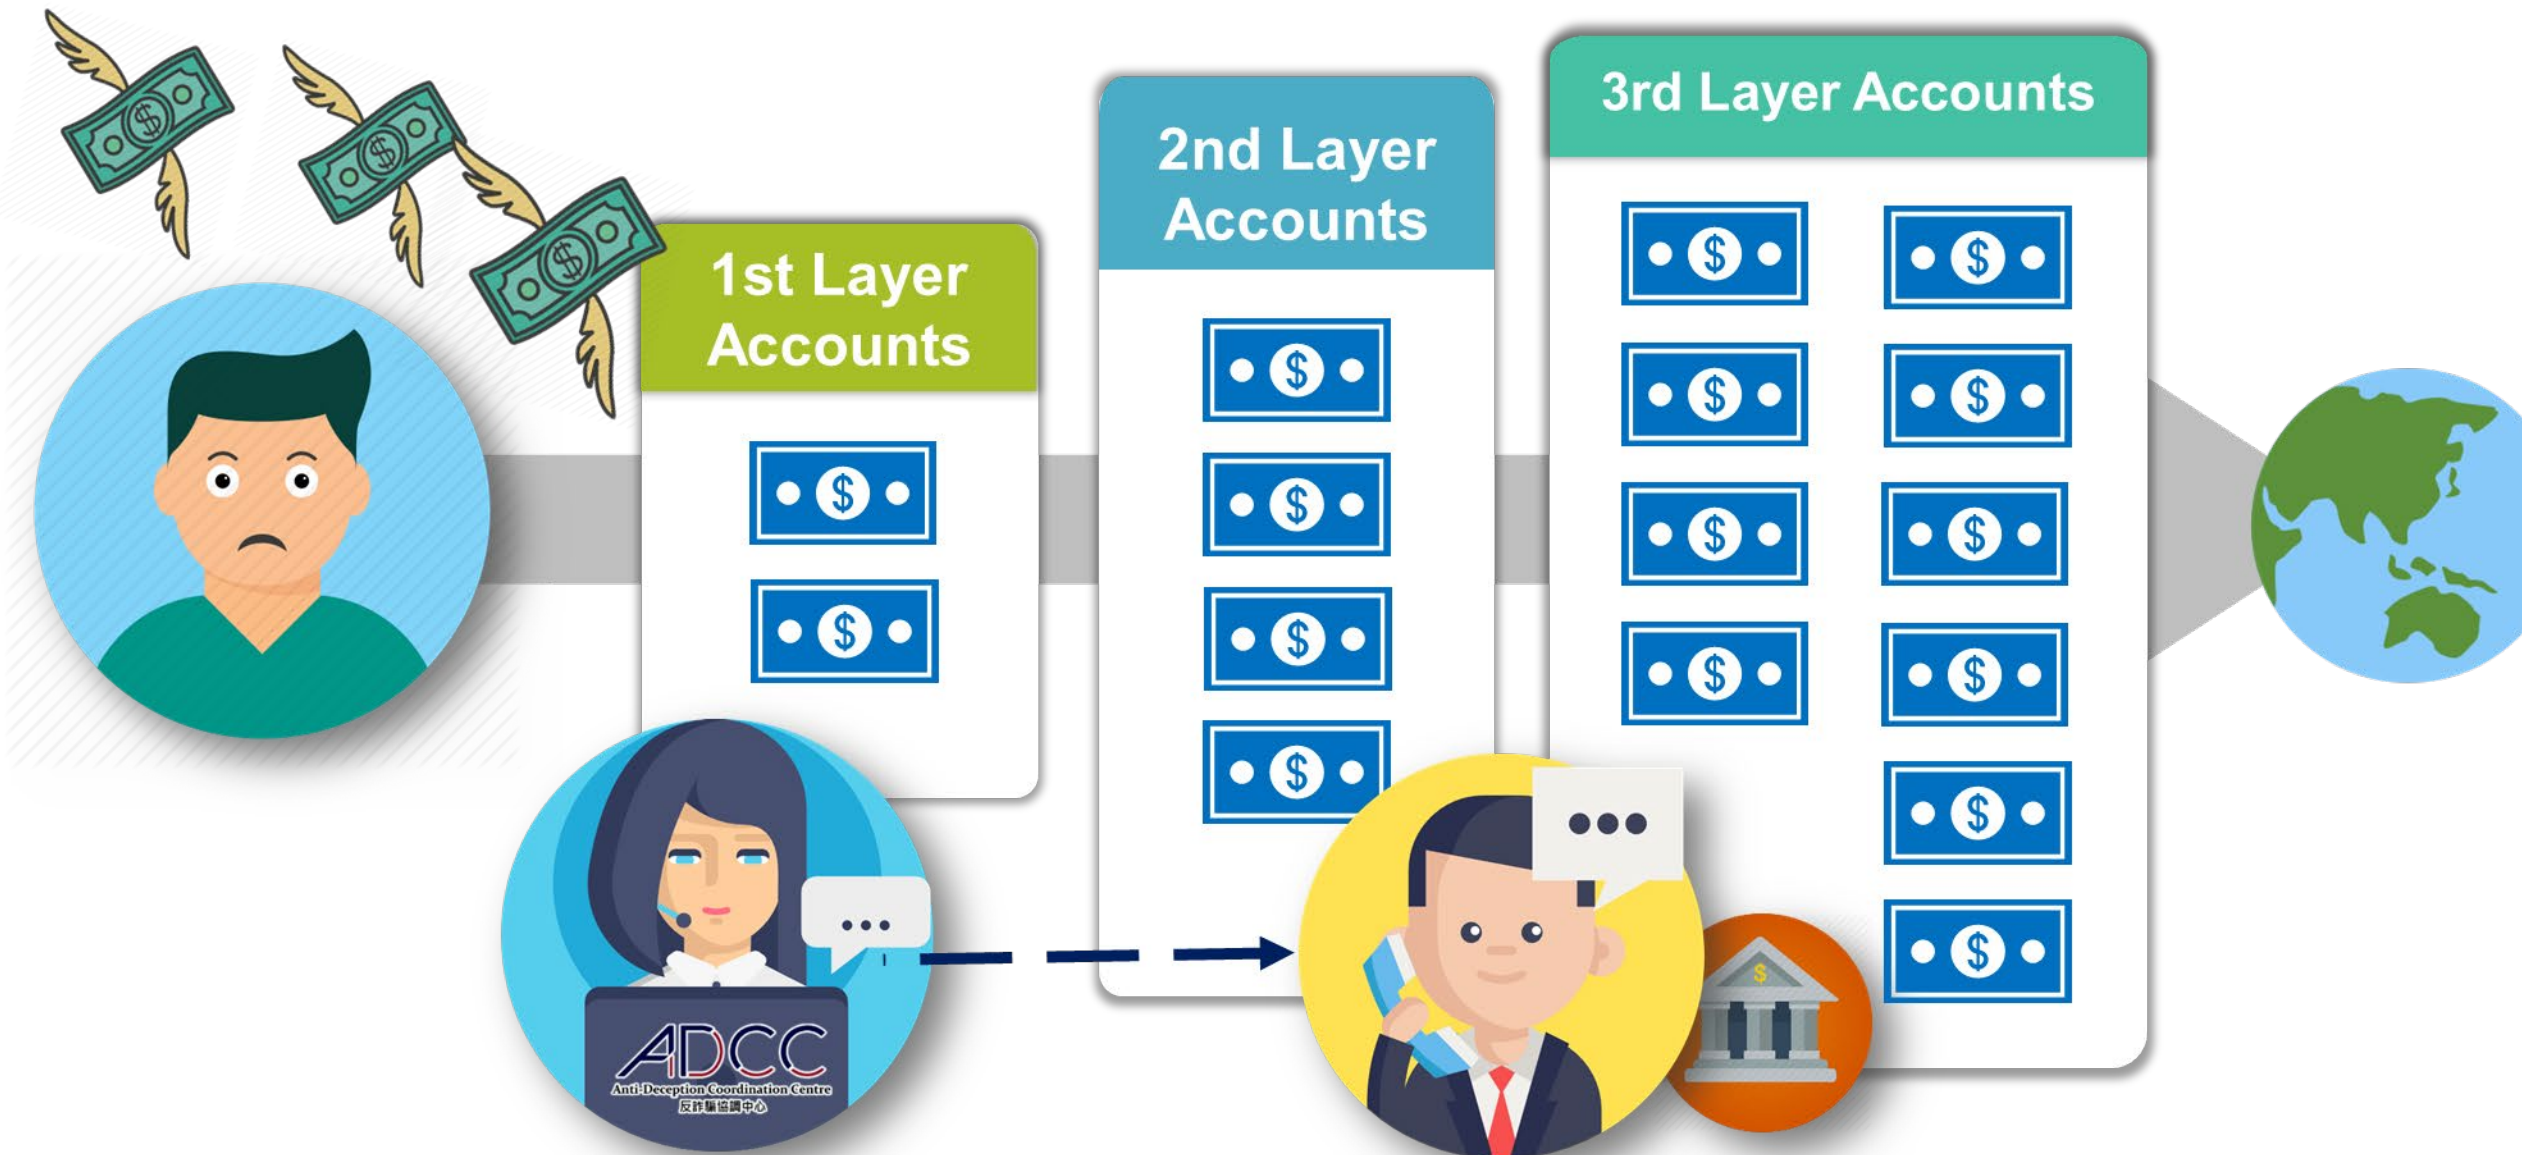 1st Layer
Accounts
2nd Layer
Accounts
3rd Layer Accounts
ADCC
Anti-Deception Coordination Centre
反詐騙協調中心